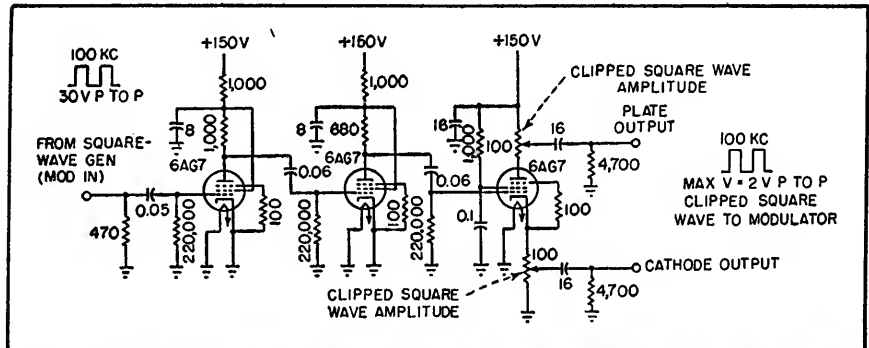 +150V
+150V
+150V
100 KC
30 V P TO P
1,000
1,000
8
FROM SQUARE-
WAVE GEN
(MOD IN)
6AG7
0.05
470
220,000
100
0.06
8
680
6AG7
220,000
100
0.06
220,000
16
1,000
100
CLIPPED SQUARE WAVE
AMPLITUDE
16
PLATE
OUTPUT
6AG7
4,700
100
0.1
100 KC
MAX V = 2 V P TO P
CLIPPED SQUARE
WAVE TO MODULATOR
100
16
CATHODE OUTPUT
4,700
CLIPPED SQUARE
WAVE AMPLITUDE